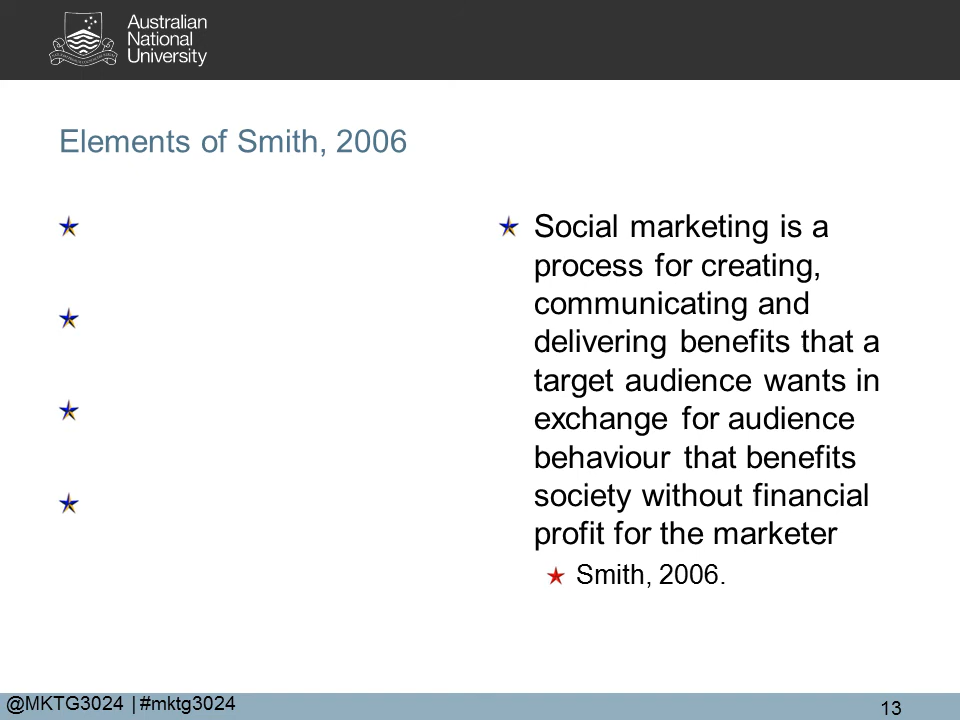 Australian
National
University
Elements of Smith, 2006
Social marketing is a
process for creating,
communicating and
delivering benefits that a
target audience wants in
exchange for audience
behaviour that benefits
society without financial
profit for the marketer
Smith, 2006.
@MKTG3024 | #mktg3024
13